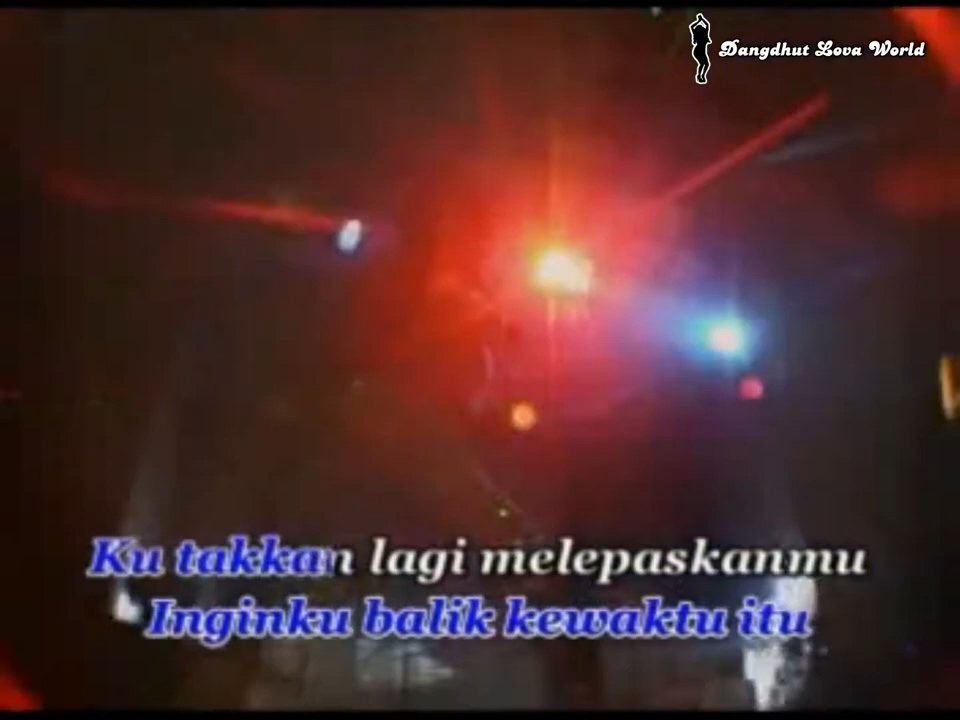 Dangdhut Lova World
Ku takkan lagi melepaskanmu
Inginku balik kewaktu itu